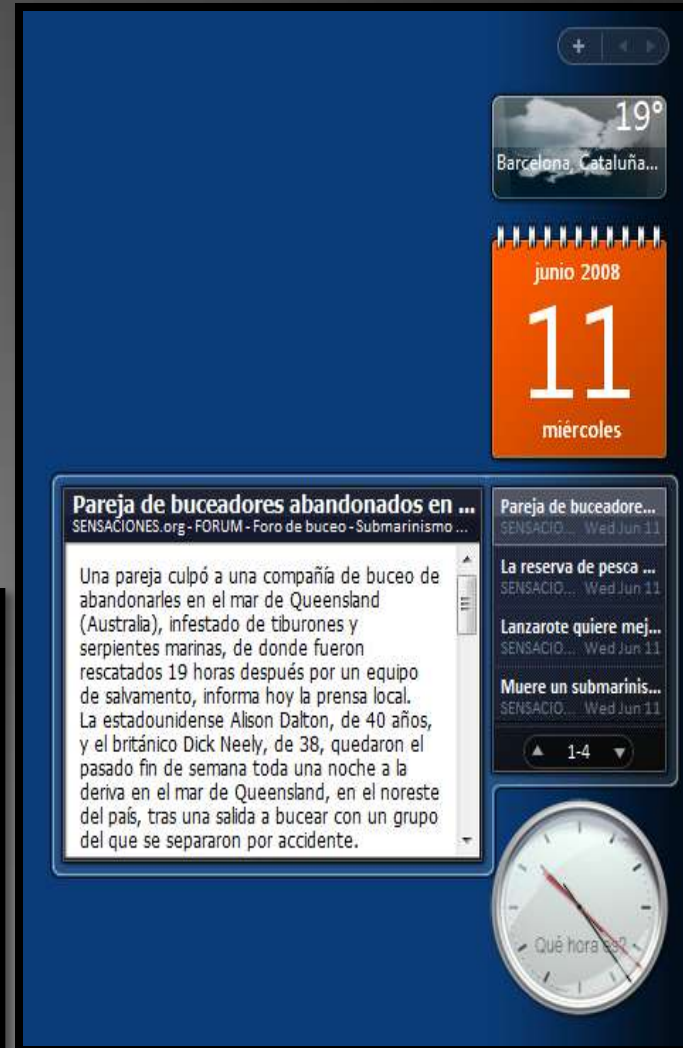 19°
Barcelona, Cataluña...
junio 2008
11
miércoles
Pareja de buceadores abandonados en ...
SENSACIONES.org - FORUM - Foro de buceo - Submarinismo ...
Una pareja culpó a una compañía de buceo de
abandonarles en el mar de Queensland
(Australia), infestado de tiburones y
serpientes marinas, de donde fueron
rescatados 19 horas después por un equipo
de salvamento, informa hoy la prensa local.
La estadounidense Alison Dalton, de 40 años,
y el británico Dick Neely, de 38, quedaron el
pasado fin de semana toda una noche a la
deriva en el mar de Queensland, en el noreste
del país, tras una salida a bucear con un grupo
del que se separaron por accidente.
Pareja de buceadore...
SENSACIO... Wed Jun 11
La reserva de pesca ...
SENSACIO... Wed Jun 11
Lanzarote quiere mej...
SENSACIO... Wed Jun 11
Muere un submarinis...
SENSACIO... Wed Jun 11
1-4
Qué hora es?